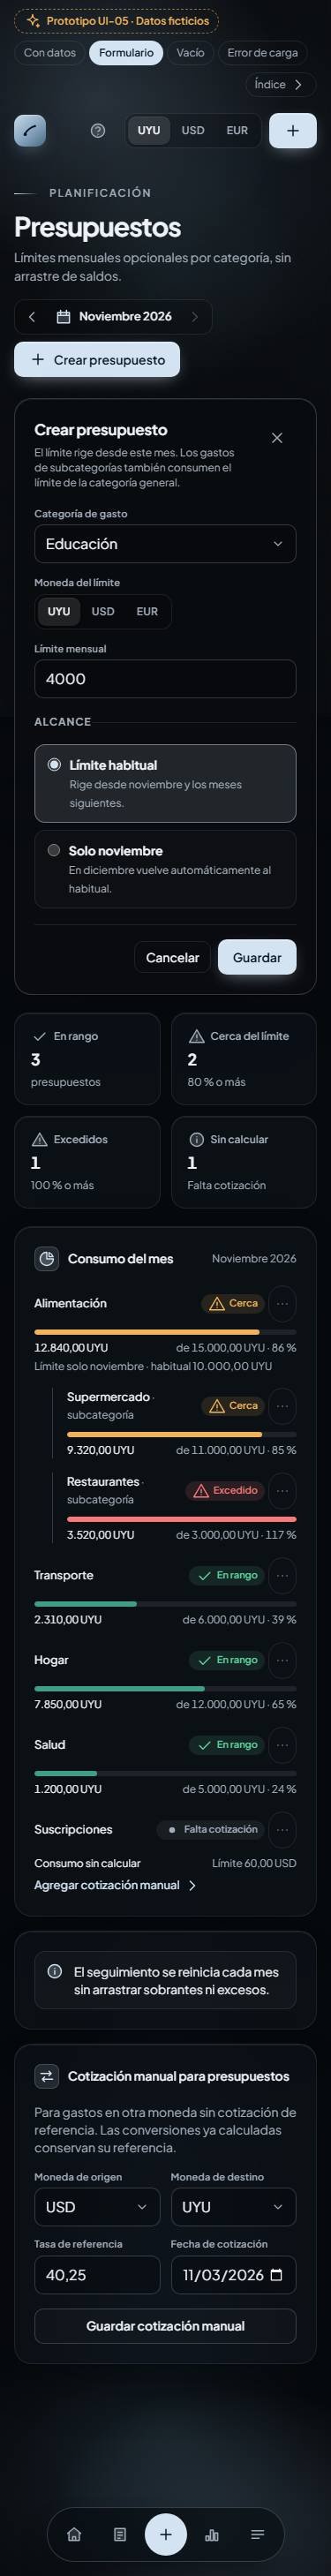 Prototipo UI-05 · Datos ficticios
Con datos
Formulario
Vacío
Error de carga
Índice
UYU
USD
EUR
PLANIFICACIÓN
Presupuestos
Límites mensuales opcionales por categoría, sin
arrastre de saldos.
Noviembre 2026
Crear presupuesto
Crear presupuesto
El límite rige desde este mes. Los gastos
de subcategorías también consumen el
límite de la categoría general.
Categoría de gasto
Educación
Moneda del límite
UYU
USD
EUR
Límite mensual
4000
ALCANCE
Límite habitual
Rige desde noviembre y los meses
siguientes.
Solo noviembre
En diciembre vuelve automáticamente al
habitual.
Cancelar
Guardar
En rango
3
presupuestos
Cerca del límite
2
80 % o más
Excedidos
1
100 % o más
Sin calcular
1
Falta cotización
Consumo del mes
Noviembre 2026
Alimentación
Cerca
12.840,00 UYU
de 15.000,00 UYU · 86 %
Límite solo noviembre · habitual 10.000,00 UYU
Supermercado ·
subcategoría
Cerca
9.320,00 UYU
de 11.000,00 UYU · 85 %
Restaurantes ·
subcategoría
Excedido
3.520,00 UYU
de 3.000,00 UYU · 117 %
Transporte
En rango
2.310,00 UYU
de 6.000,00 UYU · 39 %
Hogar
En rango
7.850,00 UYU
de 12.000,00 UYU · 65 %
Salud
En rango
1.200,00 UYU
de 5.000,00 UYU · 24 %
Suscripciones
Falta cotización
Consumo sin calcular
Límite 60,00 USD
Agregar cotización manual
El seguimiento se reinicia cada mes
sin arrastrar sobrantes ni excesos.
Cotización manual para presupuestos
Para gastos en otra moneda sin cotización de
referencia. Las conversiones ya calculadas
conservan su referencia.
Moneda de origen
Moneda de destino
USD
UYU
Tasa de referencia
Fecha de cotización
40,25
11/03/2026
Guardar cotización manual